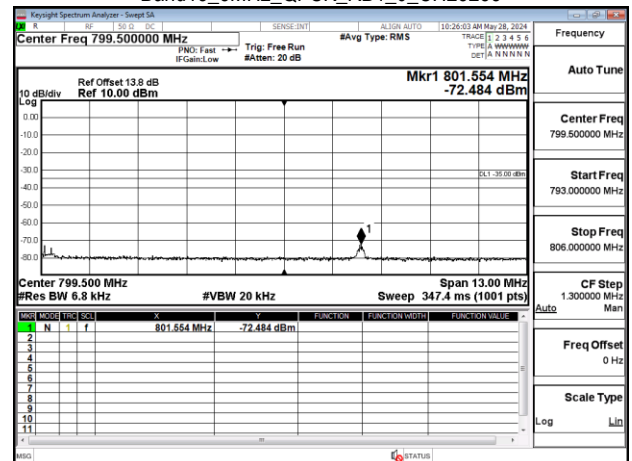 Keysight Spectrum Analyzer - Swept SA
R RF 50 Ω DC SENSE:INT ALIGN AUTO 10:26:03 AM May 28, 2024
Center Freq 799.500000 MHz
PNO: Fast
IFGain:Low
Trig: Free Run
#Atten: 20 dB
#Avg Type: RMS
TRACE 1 2 3 4 5 6
TYPE A WWWWW
DET A N N N N N
Ref Offset 13.8 dB
10 dB/div Ref 10.00 dBm
Mkr1 801.554 MHz
-72.484 dBm
Log
0.00
-10.0
-20.0
-30.0
DL1 -35.00 dBm
-40.0
-50.0
-60.0
1
-70.0
-80.0
Center 799.500 MHz Span 13.00 MHz
#Res BW 6.8 kHz #VBW 20 kHz Sweep 347.4 ms (1001 pts)
MKR MODE TRC SCL X Y FUNCTION FUNCTION WIDTH FUNCTION VALUE
1 N 1 f 801.554 MHz -72.484 dBm
2
3
4
5
6
7
8
9
10
11
MSG STATUS
Frequency
Auto Tune
Center Freq
799.500000 MHz
Start Freq
793.000000 MHz
Stop Freq
806.000000 MHz
CF Step
1.300000 MHz
Auto Man
Freq Offset
0 Hz
Scale Type
Log Lin